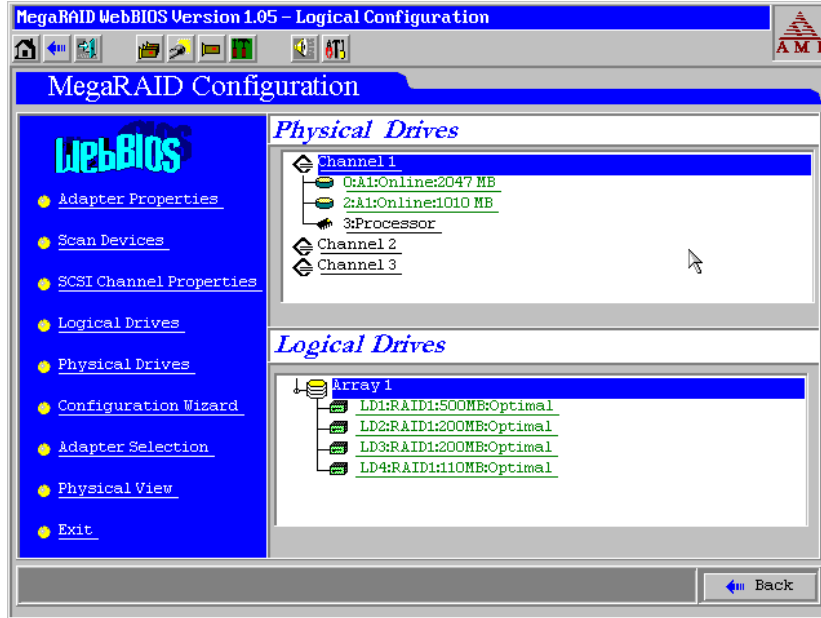 MegaRAID WebBIOS Version 1.05 – Logical Configuration
AMI
MegaRAID Configuration
WebBIOS
Adapter Properties
Scan Devices
SCSI Channel Properties
Logical Drives
Physical Drives
Configuration Wizard
Adapter Selection
Physical View
Exit
Physical Drives
Channel 1
0:A1:Online:2047 MB
2:A1:Online:1010 MB
3:Processor
Channel 2
Channel 3
Logical Drives
Array 1
LD1:RAID1:500MB:Optimal
LD2:RAID1:200MB:Optimal
LD3:RAID1:200MB:Optimal
LD4:RAID1:110MB:Optimal
Back